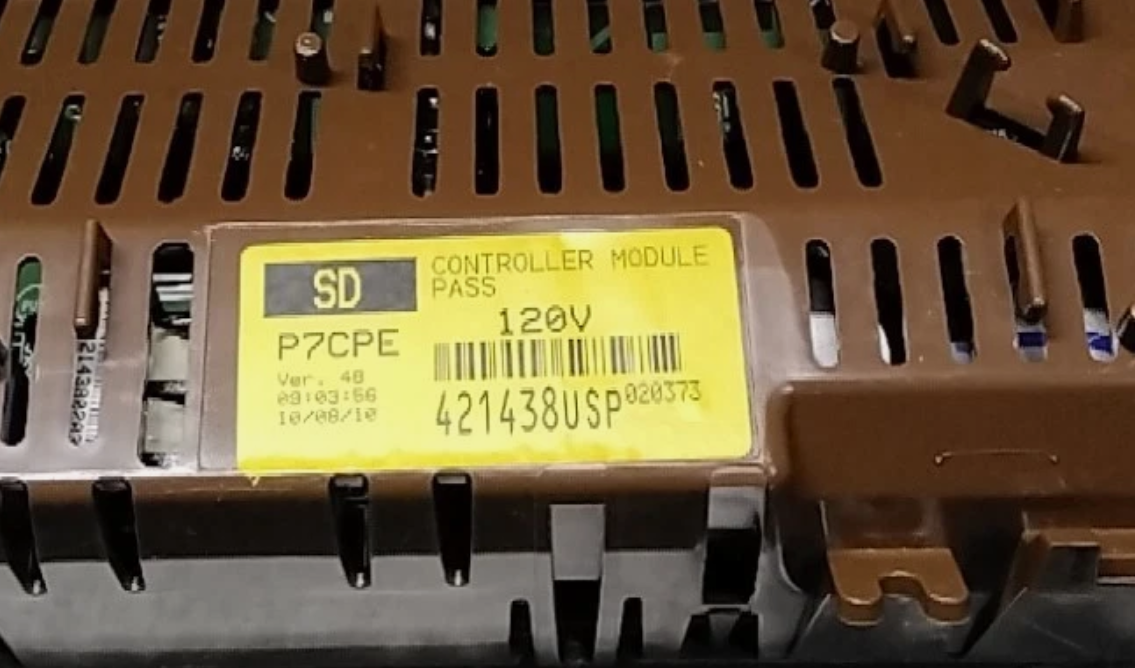 SD
CONTROLLER MODULE
PASS
120V
P7CPE
Ver. 48
09:03:56
10/08/10
421438USP
020373